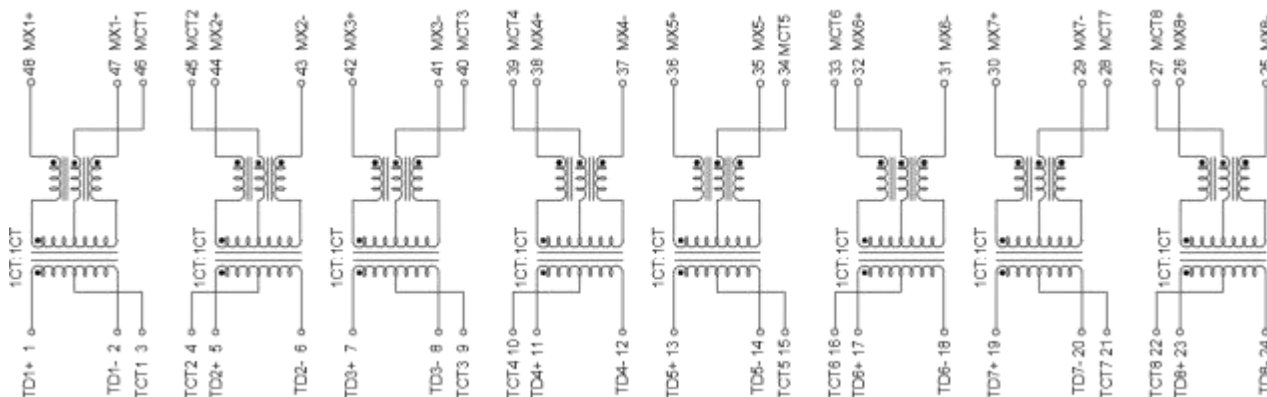 48 MX1+
47 MX1-
46 MCT1
45 MCT2
44 MX2+
43 MX2-
42 MX3+
41 MX3-
40 MCT3
39 MCT4
38 MX4+
37 MX4-
36 MX5+
35 MX5-
34 MCT5
33 MCT6
32 MX6+
31 MX6-
30 MX7+
29 MX7-
28 MCT7
27 MCT8
26 MX8+
25 MX8-
1CT:1CT
1CT:1CT
1CT:1CT
1CT:1CT
1CT:1CT
1CT:1CT
1CT:1CT
1CT:1CT
TD1+ 1
TD1- 2
TCT1 3
TCT2 4
TD2+ 5
TD2- 6
TD3+ 7
TD3- 8
TCT3 9
TCT4 10
TD4+ 11
TD4- 12
TD5+ 13
TD5- 14
TCT5 15
TCT6 16
TD6+ 17
TD6- 18
TD7+ 19
TD7- 20
TCT7 21
TCT8 22
TD8+ 23
TD8- 24